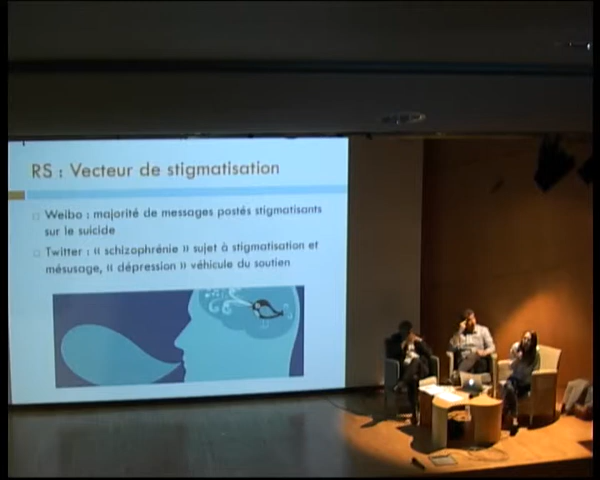 RS : Vecteur de stigmatisation
Weibo : majorité de messages postés stigmatisants
sur le suicide
Twitter : « schizophrénie » sujet à stigmatisation et
mésusage, « dépression » véhicule du soutien